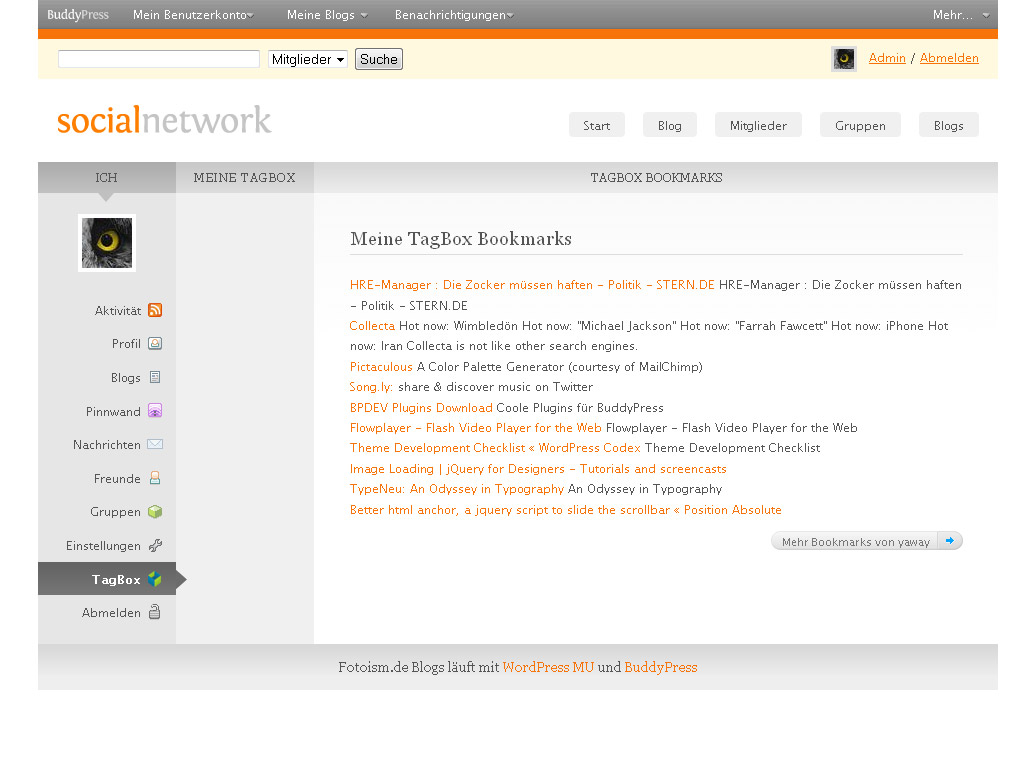 BuddyPress Mein Benutzerkonto Meine Blogs Benachrichtigungen Mehr...
Mitglieder Suche Admin / Abmelden
socialnetwork
Start Blog Mitglieder Gruppen Blogs
ICH MEINE TAGBOX TAGBOX BOOKMARKS
Meine TagBox Bookmarks
HRE-Manager : Die Zocker müssen haften - Politik - STERN.DE HRE-Manager : Die Zocker müssen haften
- Politik - STERN.DE
Collecta Hot now: Wimbledön Hot now: "Michael Jackson" Hot now: "Farrah Fawcett" Hot now: iPhone Hot
now: Iran Collecta is not like other search engines.
Pictaculous A Color Palette Generator (courtesy of MailChimp)
Song.ly: share & discover music on Twitter
BPDEV Plugins Download Coole Plugins für BuddyPress
Flowplayer - Flash Video Player for the Web Flowplayer - Flash Video Player for the Web
Theme Development Checklist « WordPress Codex Theme Development Checklist
Image Loading | jQuery for Designers - Tutorials and screencasts
TypeNeu: An Odyssey in Typography An Odyssey in Typography
Better html anchor, a jquery script to slide the scrollbar « Position Absolute
Mehr Bookmarks von yaway
Aktivität
Profil
Blogs
Pinnwand
Nachrichten
Freunde
Gruppen
Einstellungen
TagBox
Abmelden
Fotoism.de Blogs läuft mit WordPress MU und BuddyPress